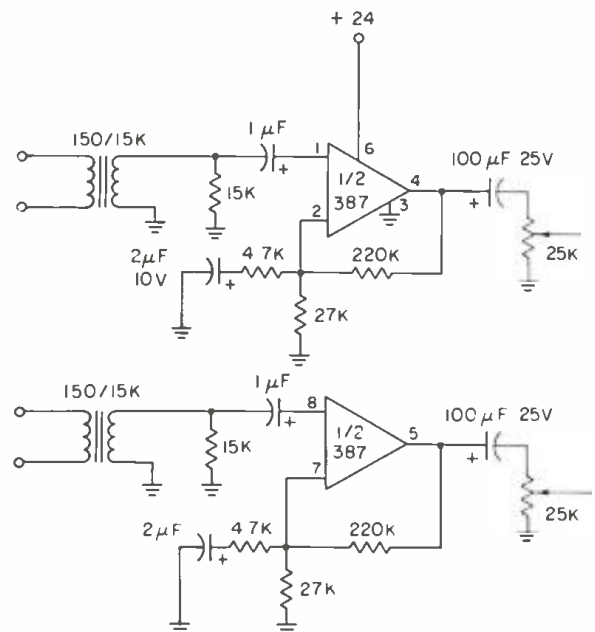 + 24
150/15K
1 µF
1
6
1/2
387
4
3
2
100 µF 25V
+
+
15K
25K
2µF
10V
4 7K
220K
+
27K
150/15K
1 µF
8
1/2
387
5
7
100 µF 25V
+
+
15K
25K
2µF
4 7K
220K
+
27K